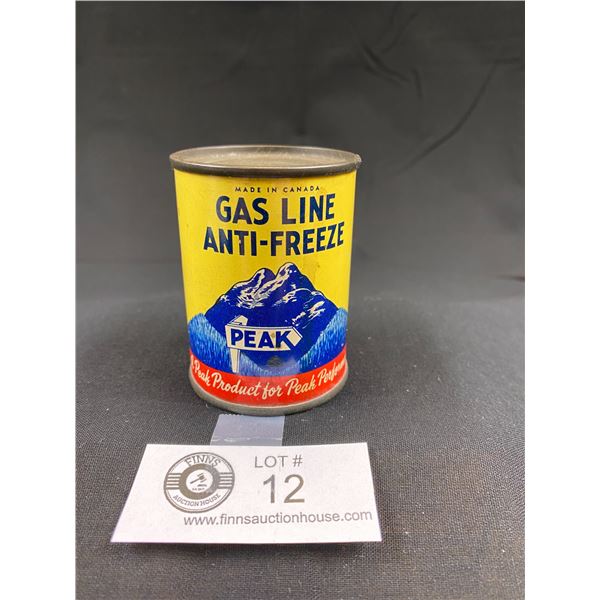 MADE IN CANADA
GAS LINE
ANTI-FREEZE
PEAK
Peak Product for Peak
FINNS
AUCTION HOUSE
LOT #
12
www.finnsauctionhouse.com